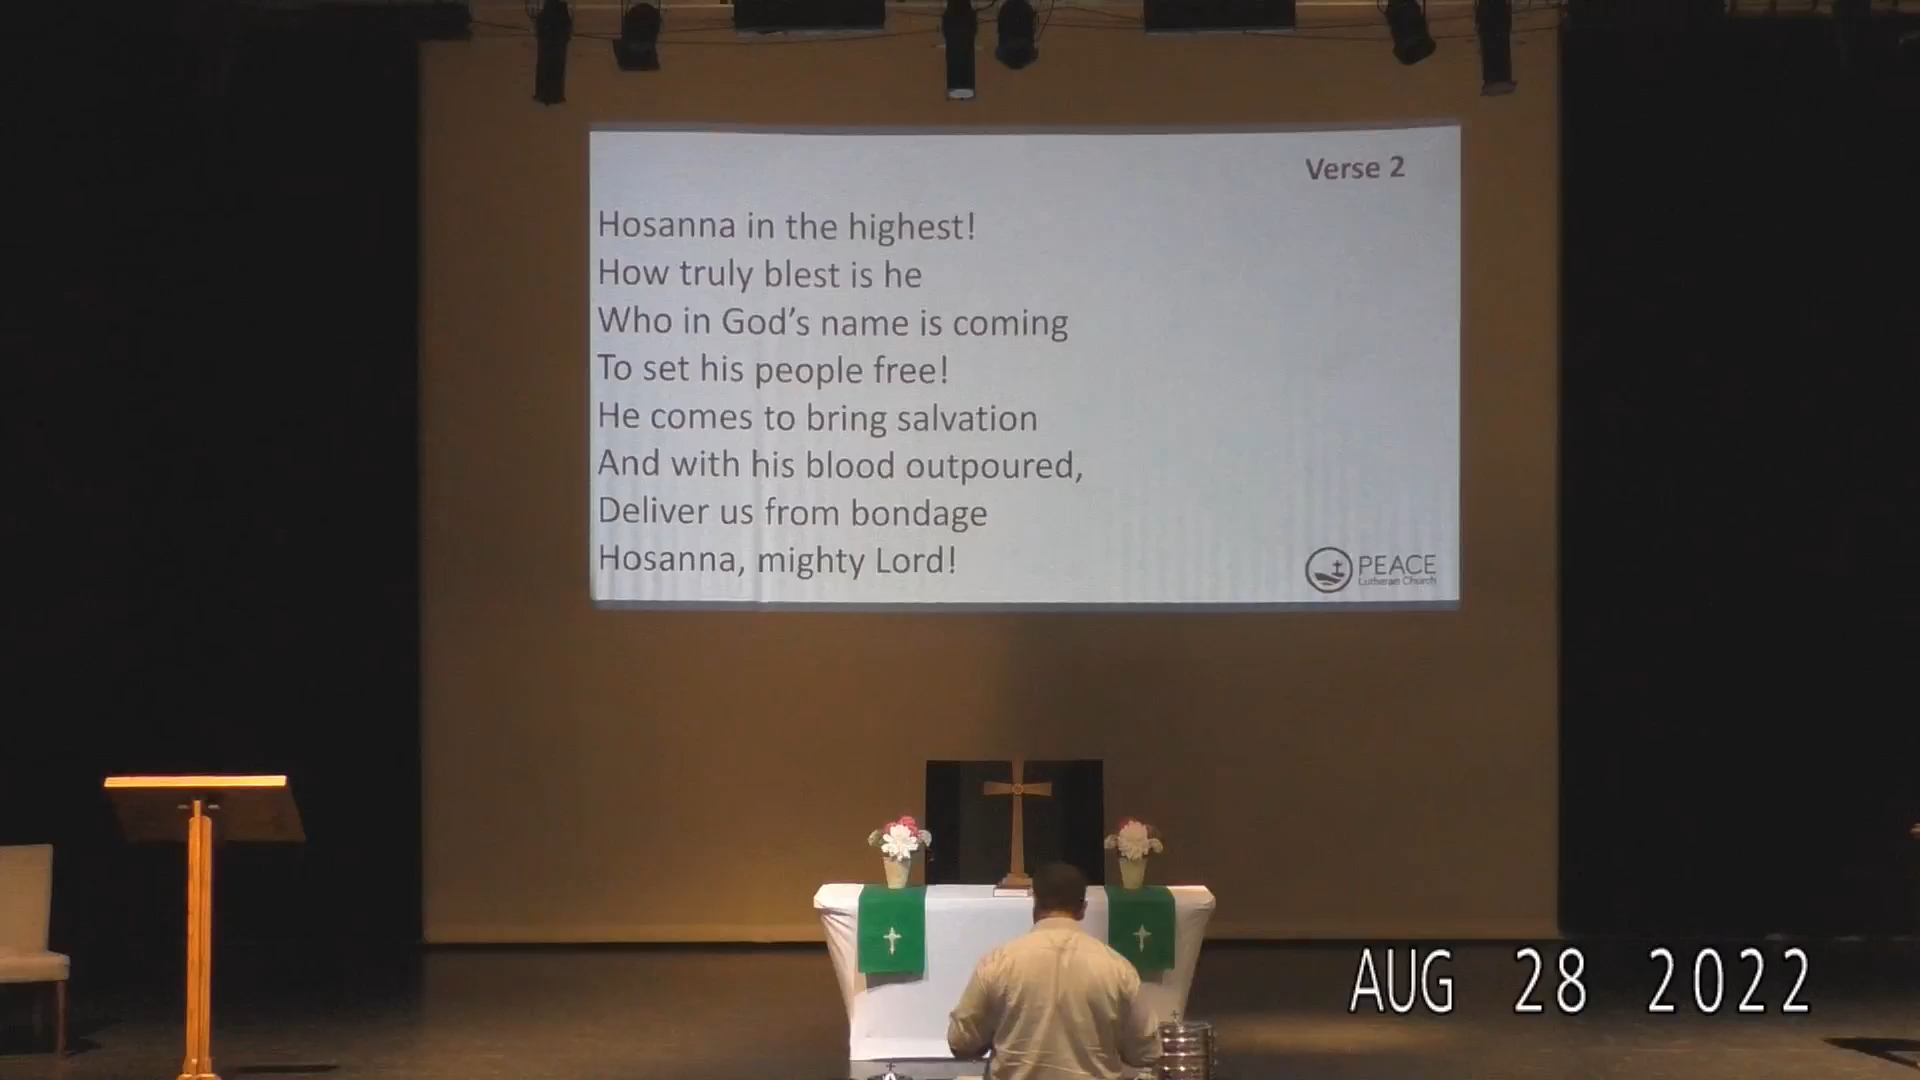 Verse 2
Hosanna in the highest!
How truly blest is he
Who in God’s name is coming
To set his people free!
He comes to bring salvation
And with his blood outpoured,
Deliver us from bondage
Hosanna, mighty Lord!
PEACE
Lutheran Church
AUG 28 2022